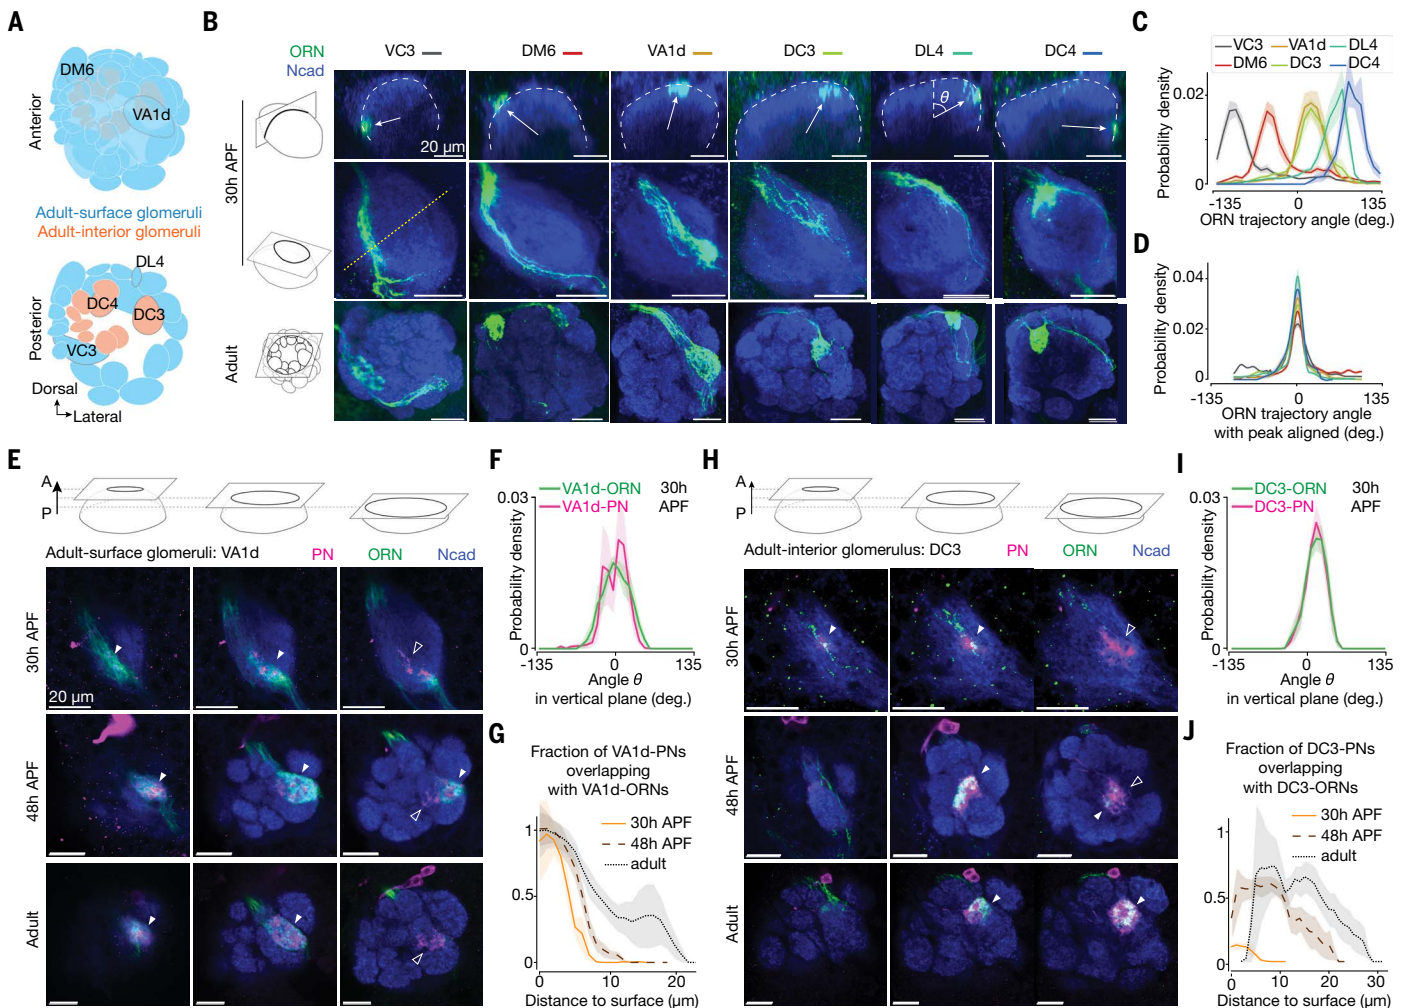 A
Anterior
DM6
VA1d
Adult-surface glomeruli
Adult-interior glomeruli
Posterior
DL4
DC4
DC3
VC3
Dorsal
Lateral
B
ORN
Ncad
VC3
DM6
VA1d
DC3
DL4
DC4
30h APF
Adult
20 µm
θ
C
VC3 VA1d DL4
DM6 DC3 DC4
Probability density
0.02
0
-135 0 135
ORN trajectory angle (deg.)
D
Probability density
0.04
0.02
0
-135 0 135
ORN trajectory angle
with peak aligned (deg.)
E
A
P
Adult-surface glomeruli: VA1d PN ORN Ncad
30h APF
20 µm
48h APF
Adult
F
VA1d-ORN 30h
VA1d-PN APF
Probability density
0.03
0
-135 0 135
Angle θ
in vertical plane (deg.)
G
Fraction of VA1d-PNs
overlapping
with VA1d-ORNs
30h APF
48h APF
adult
1
0.5
0
0 10 20
Distance to surface (µm)
H
A
P
Adult-interior glomerulus: DC3 PN ORN Ncad
30h APF
48h APF
Adult
I
DC3-ORN 30h
DC3-PN APF
Probability density
0.03
0
-135 0 135
Angle θ
in vertical plane (deg.)
J
Fraction of DC3-PNs
overlapping
with DC3-ORNs
30h APF
48h APF
adult
1
0.5
0
0 10 20 30
Distance to surface (µm)